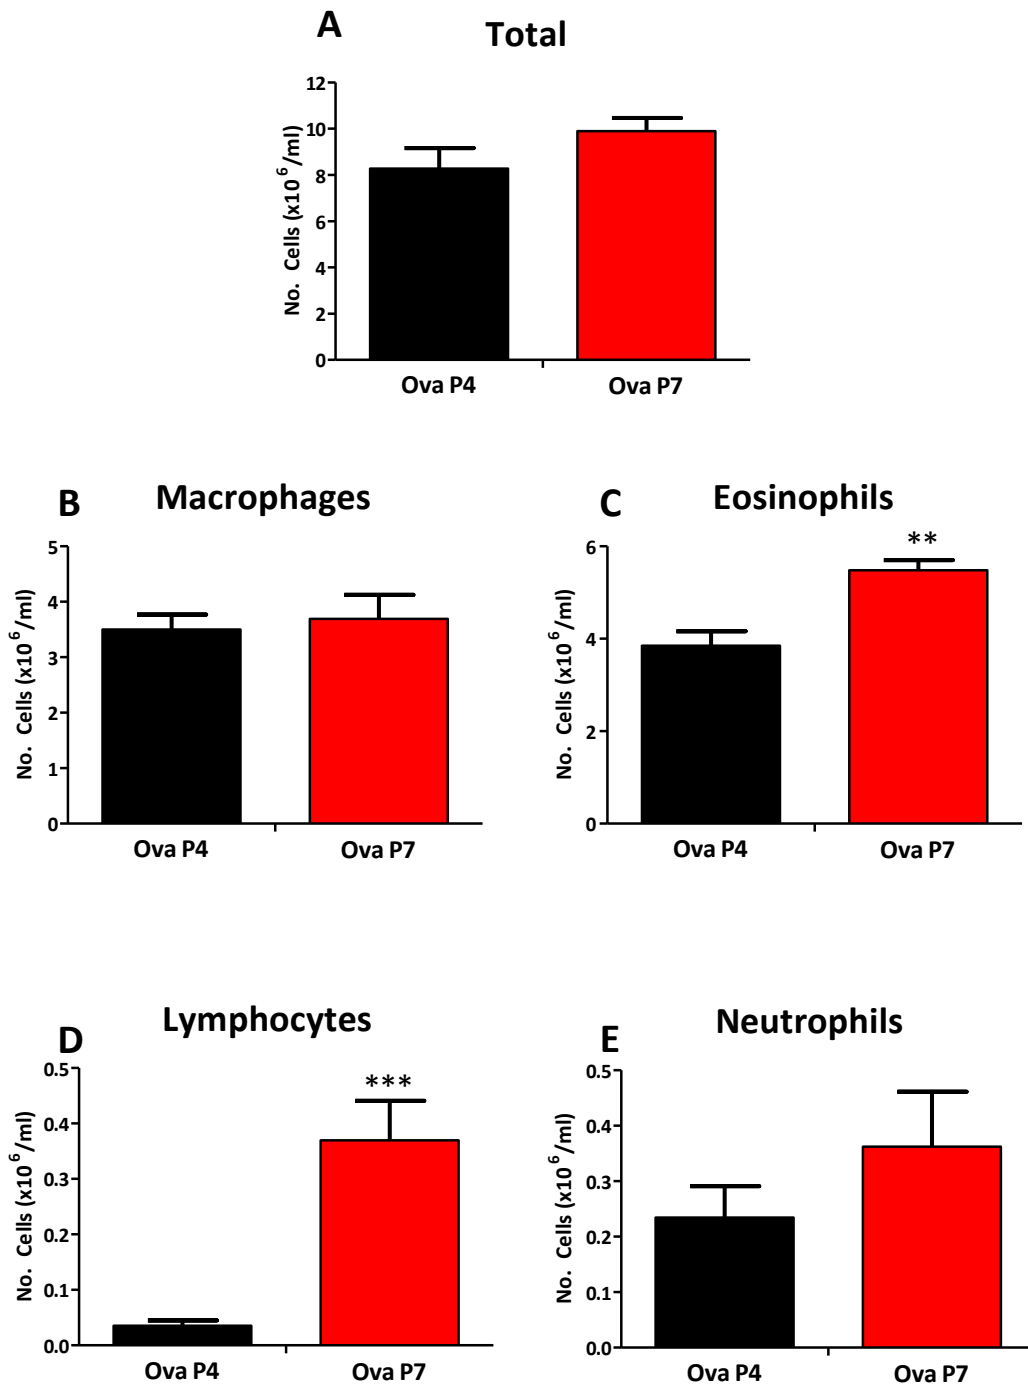 A
Total
No. Cells (x10⁶/ml)
12
10
8
6
4
2
0
Ova P4 Ova P7
B
Macrophages
No. Cells (x10⁶/ml)
5
4
3
2
1
0
Ova P4 Ova P7
C
Eosinophils
No. Cells (x10⁶/ml)
6
4
2
0
**
Ova P4 Ova P7
D
Lymphocytes
No. Cells (x10⁶/ml)
0.5
0.4
0.3
0.2
0.1
0.0
***
Ova P4 Ova P7
E
Neutrophils
No. Cells (x10⁶/ml)
0.5
0.4
0.3
0.2
0.1
0.0
Ova P4 Ova P7